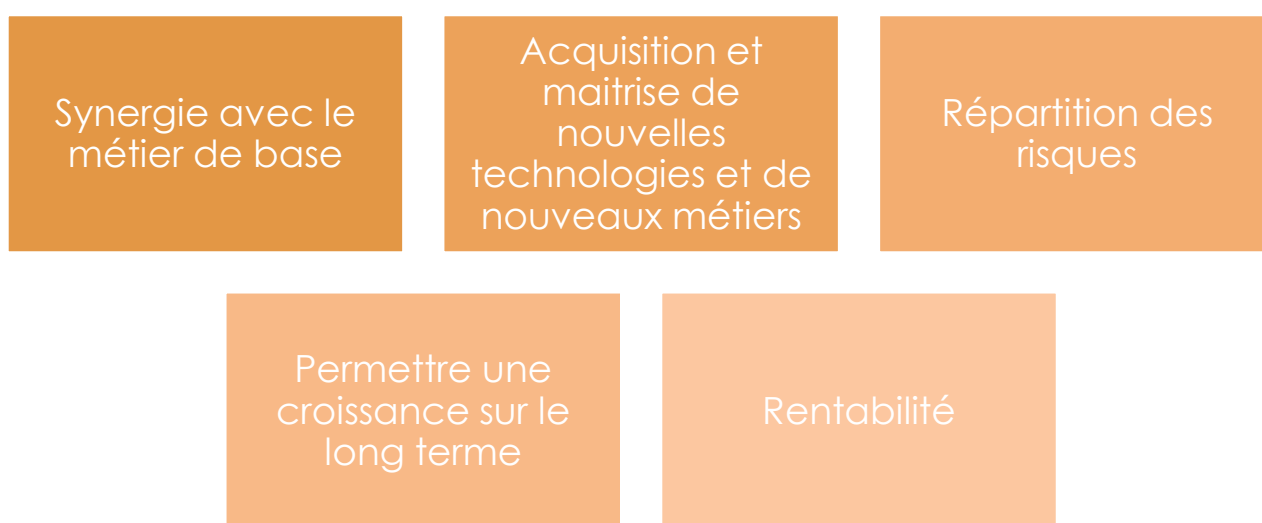 Synergie avec le
métier de base
Acquisition et
maitrise de
nouvelles
technologies et de
nouveaux métiers
Répartition des
risques
Permettre une
croissance sur le
long terme
Rentabilité